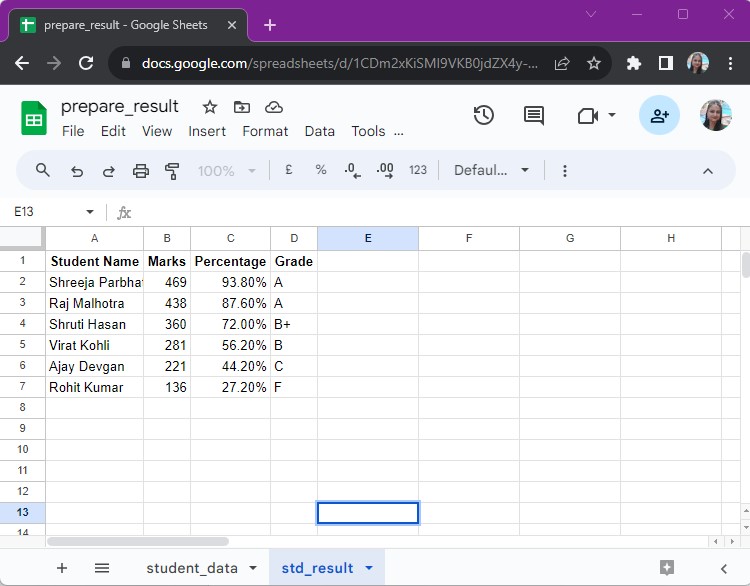 prepare_result - Google Sheets
docs.google.com/spreadsheets/d/1CDm2xKiSMI9VKB0jdZX4y-...
prepare_result
File Edit View Insert Format Data Tools ...
100% £ % .0 .00 123 Defaul...
E13 fx
A B C D E F G H
1 Student Name Marks Percentage Grade
2 Shreeja Parbha 469 93.80% A
3 Raj Malhotra 438 87.60% A
4 Shruti Hasan 360 72.00% B+
5 Virat Kohli 281 56.20% B
6 Ajay Devgan 221 44.20% C
7 Rohit Kumar 136 27.20% F
8
9
10
11
12
13
14
student_data std_result